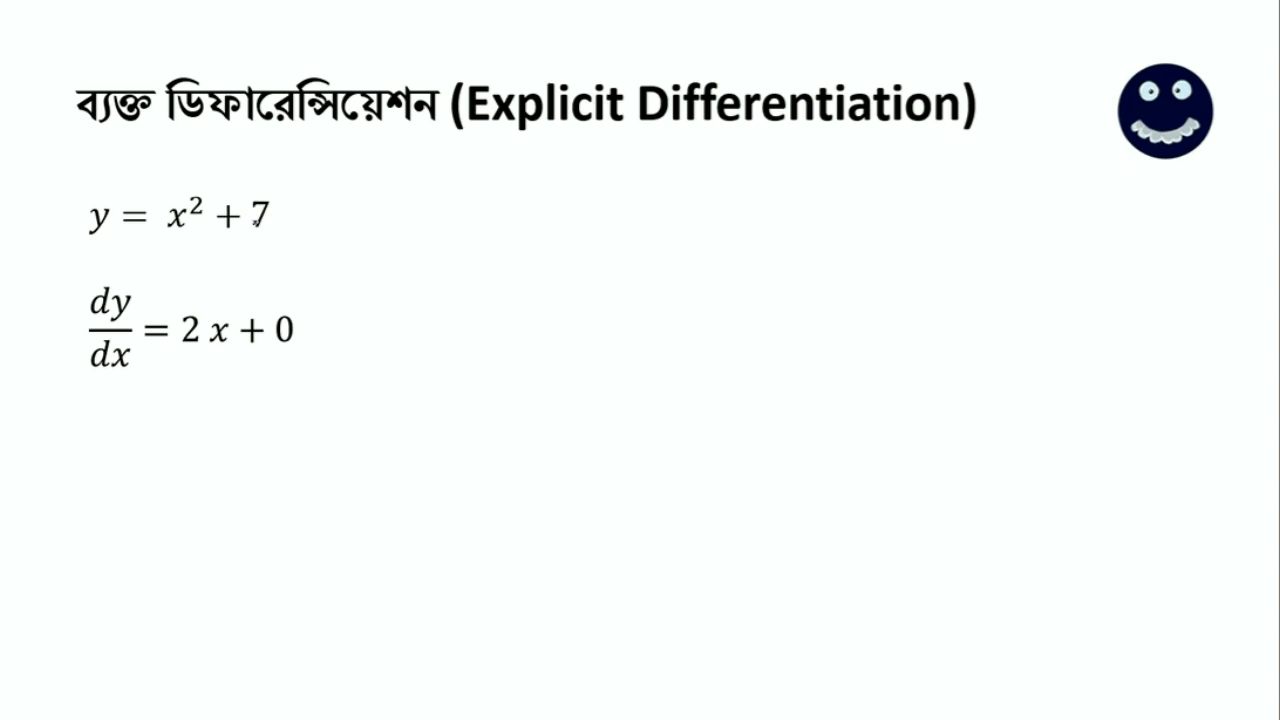 ব্যক্ত ডিফারেন্সিয়েশন (Explicit Differentiation)
y = x² + 7
dy/dx = 2 x + 0